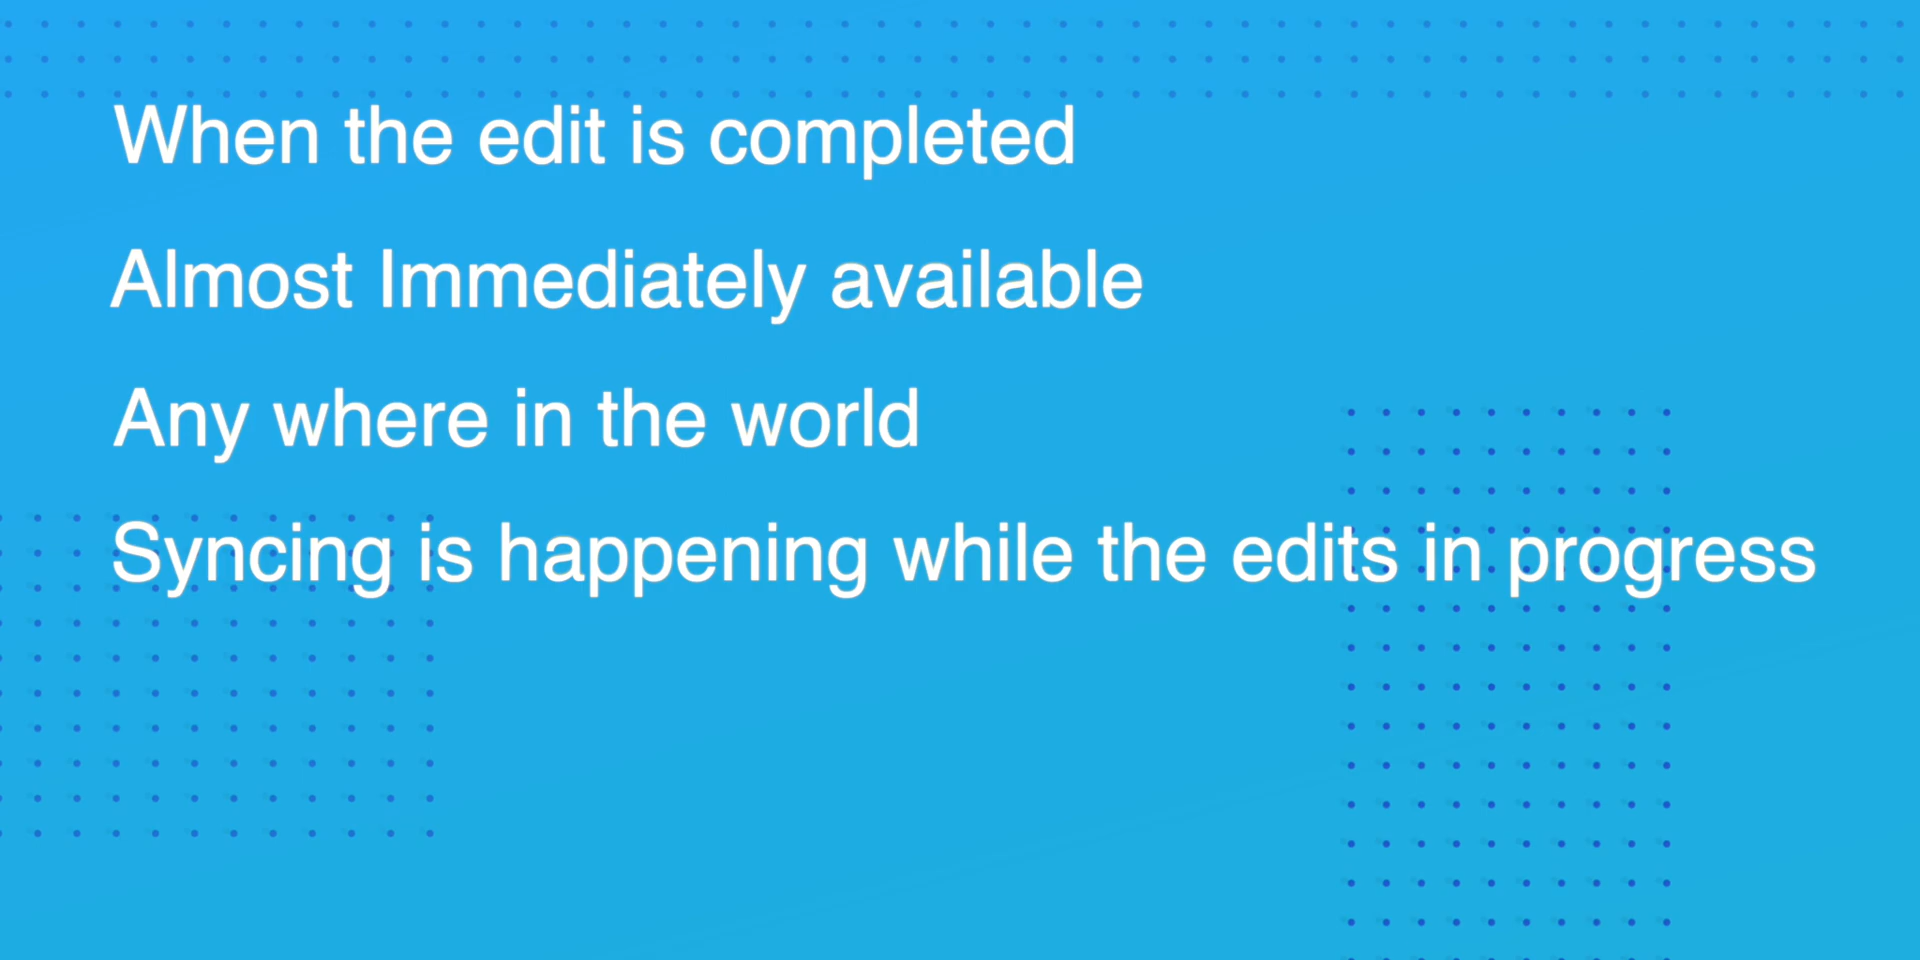 When the edit is completed
Almost Immediately available
Any where in the world
Syncing is happening while the edits in progress